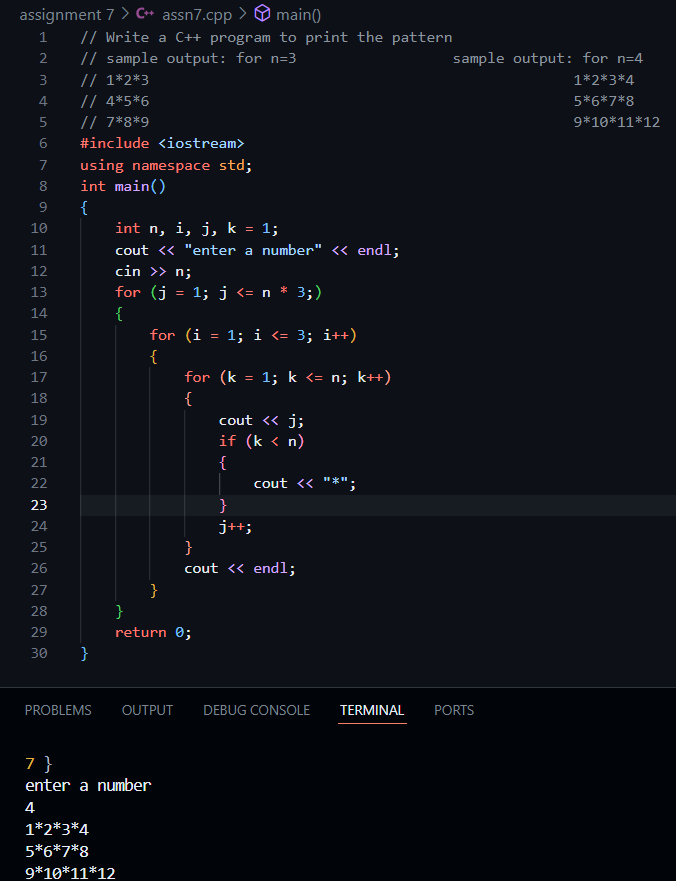 assignment 7 > C++ assn7.cpp > main()
1 // Write a C++ program to print the pattern
2 // sample output: for n=3 sample output: for n=4
3 // 1*2*3 1*2*3*4
4 // 4*5*6 5*6*7*8
5 // 7*8*9 9*10*11*12
6 #include <iostream>
7 using namespace std;
8 int main()
9 {
10 int n, i, j, k = 1;
11 cout << "enter a number" << endl;
12 cin >> n;
13 for (j = 1; j <= n * 3;)
14 {
15 for (i = 1; i <= 3; i++)
16 {
17 for (k = 1; k <= n; k++)
18 {
19 cout << j;
20 if (k < n)
21 {
22 cout << "*";
23 }
24 j++;
25 }
26 cout << endl;
27 }
28 }
29 return 0;
30 }
PROBLEMS OUTPUT DEBUG CONSOLE TERMINAL PORTS
7 }
enter a number
4
1*2*3*4
5*6*7*8
9*10*11*12